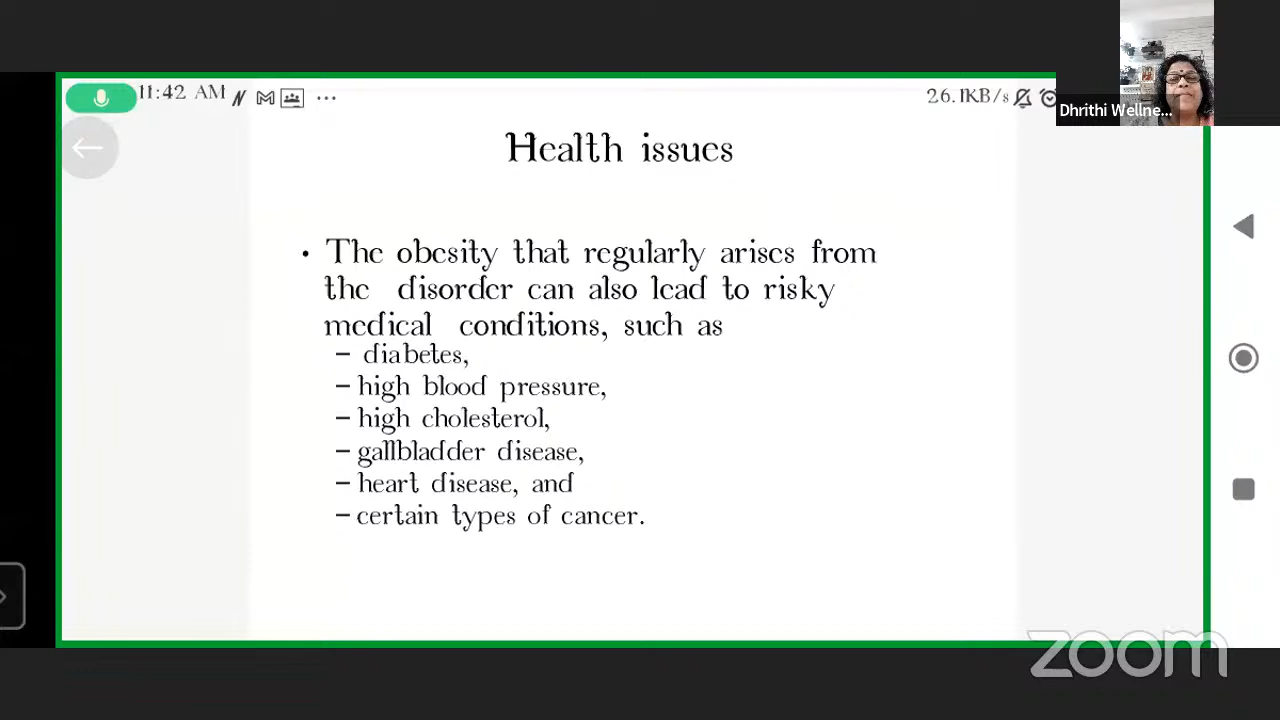 11:42 AM
26.1KB/s
Dhrithi Wellne...
Health issues
• The obesity that regularly arises from
the disorder can also lead to risky
medical conditions, such as
– diabetes,
– high blood pressure,
– high cholesterol,
– gallbladder disease,
– heart disease, and
– certain types of cancer.
zoom